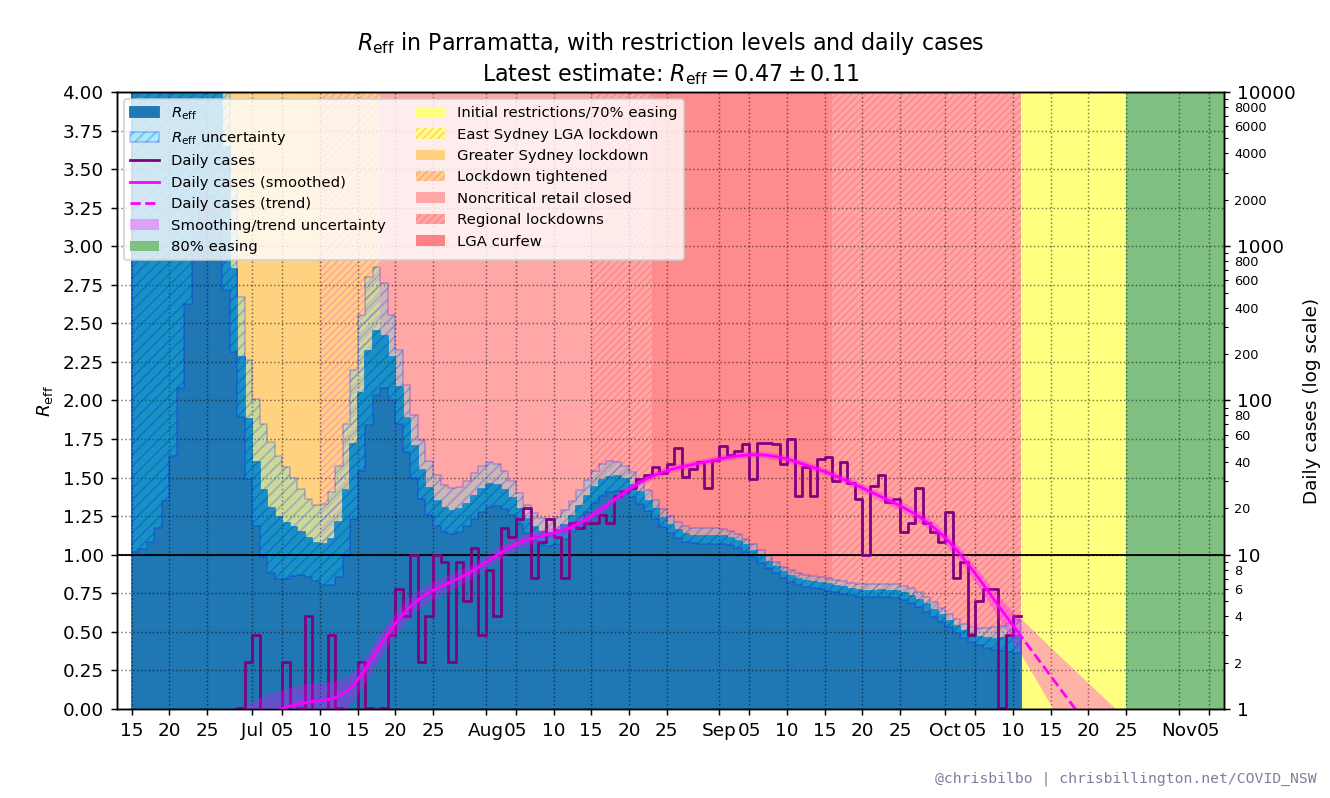 Reff in Parramatta, with restriction levels and daily cases
Latest estimate: Reff = 0.47 ± 0.11
Reff
Reff uncertainty
Daily cases
Daily cases (smoothed)
Daily cases (trend)
Smoothing/trend uncertainty
80% easing
Initial restrictions/70% easing
East Sydney LGA lockdown
Greater Sydney lockdown
Lockdown tightened
Noncritical retail closed
Regional lockdowns
LGA curfew
4.00
3.75
3.50
3.25
3.00
2.75
2.50
2.25
2.00
1.75
1.50
1.25
1.00
0.75
0.50
0.25
0.00
Reff
10000
8000
6000
4000
2000
1000
800
600
400
200
100
80
60
40
20
10
8
6
4
2
1
Daily cases (log scale)
15 20 25 Jul 05 10 15 20 25 Aug 05 10 15 20 25 Sep 05 10 15 20 25 Oct 05 10 15 20 25 Nov 05
@chrisbilbo | chrisbillington.net/COVID_NSW